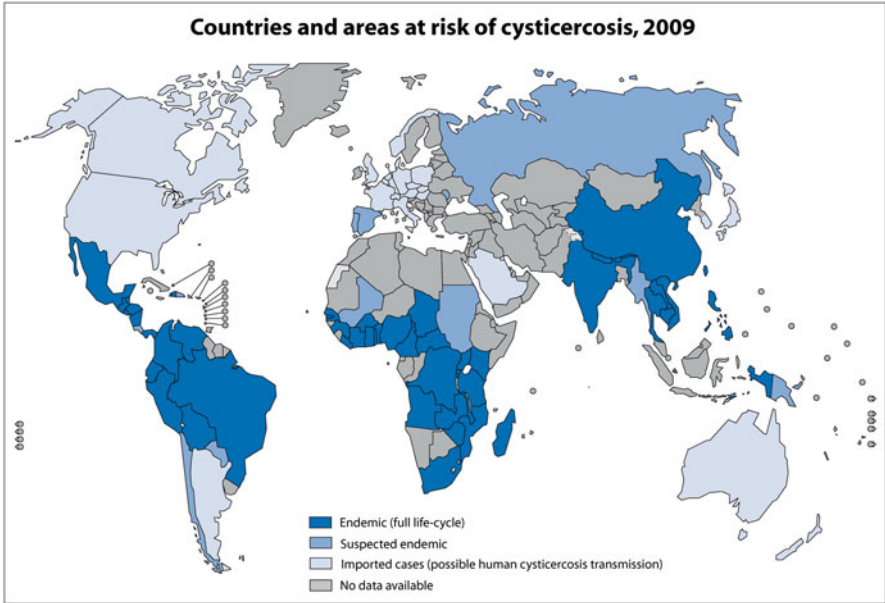 Countries and areas at risk of cysticercosis, 2009
Endemic (full life-cycle)
Suspected endemic
Imported cases (possible human cysticercosis transmission)
No data available